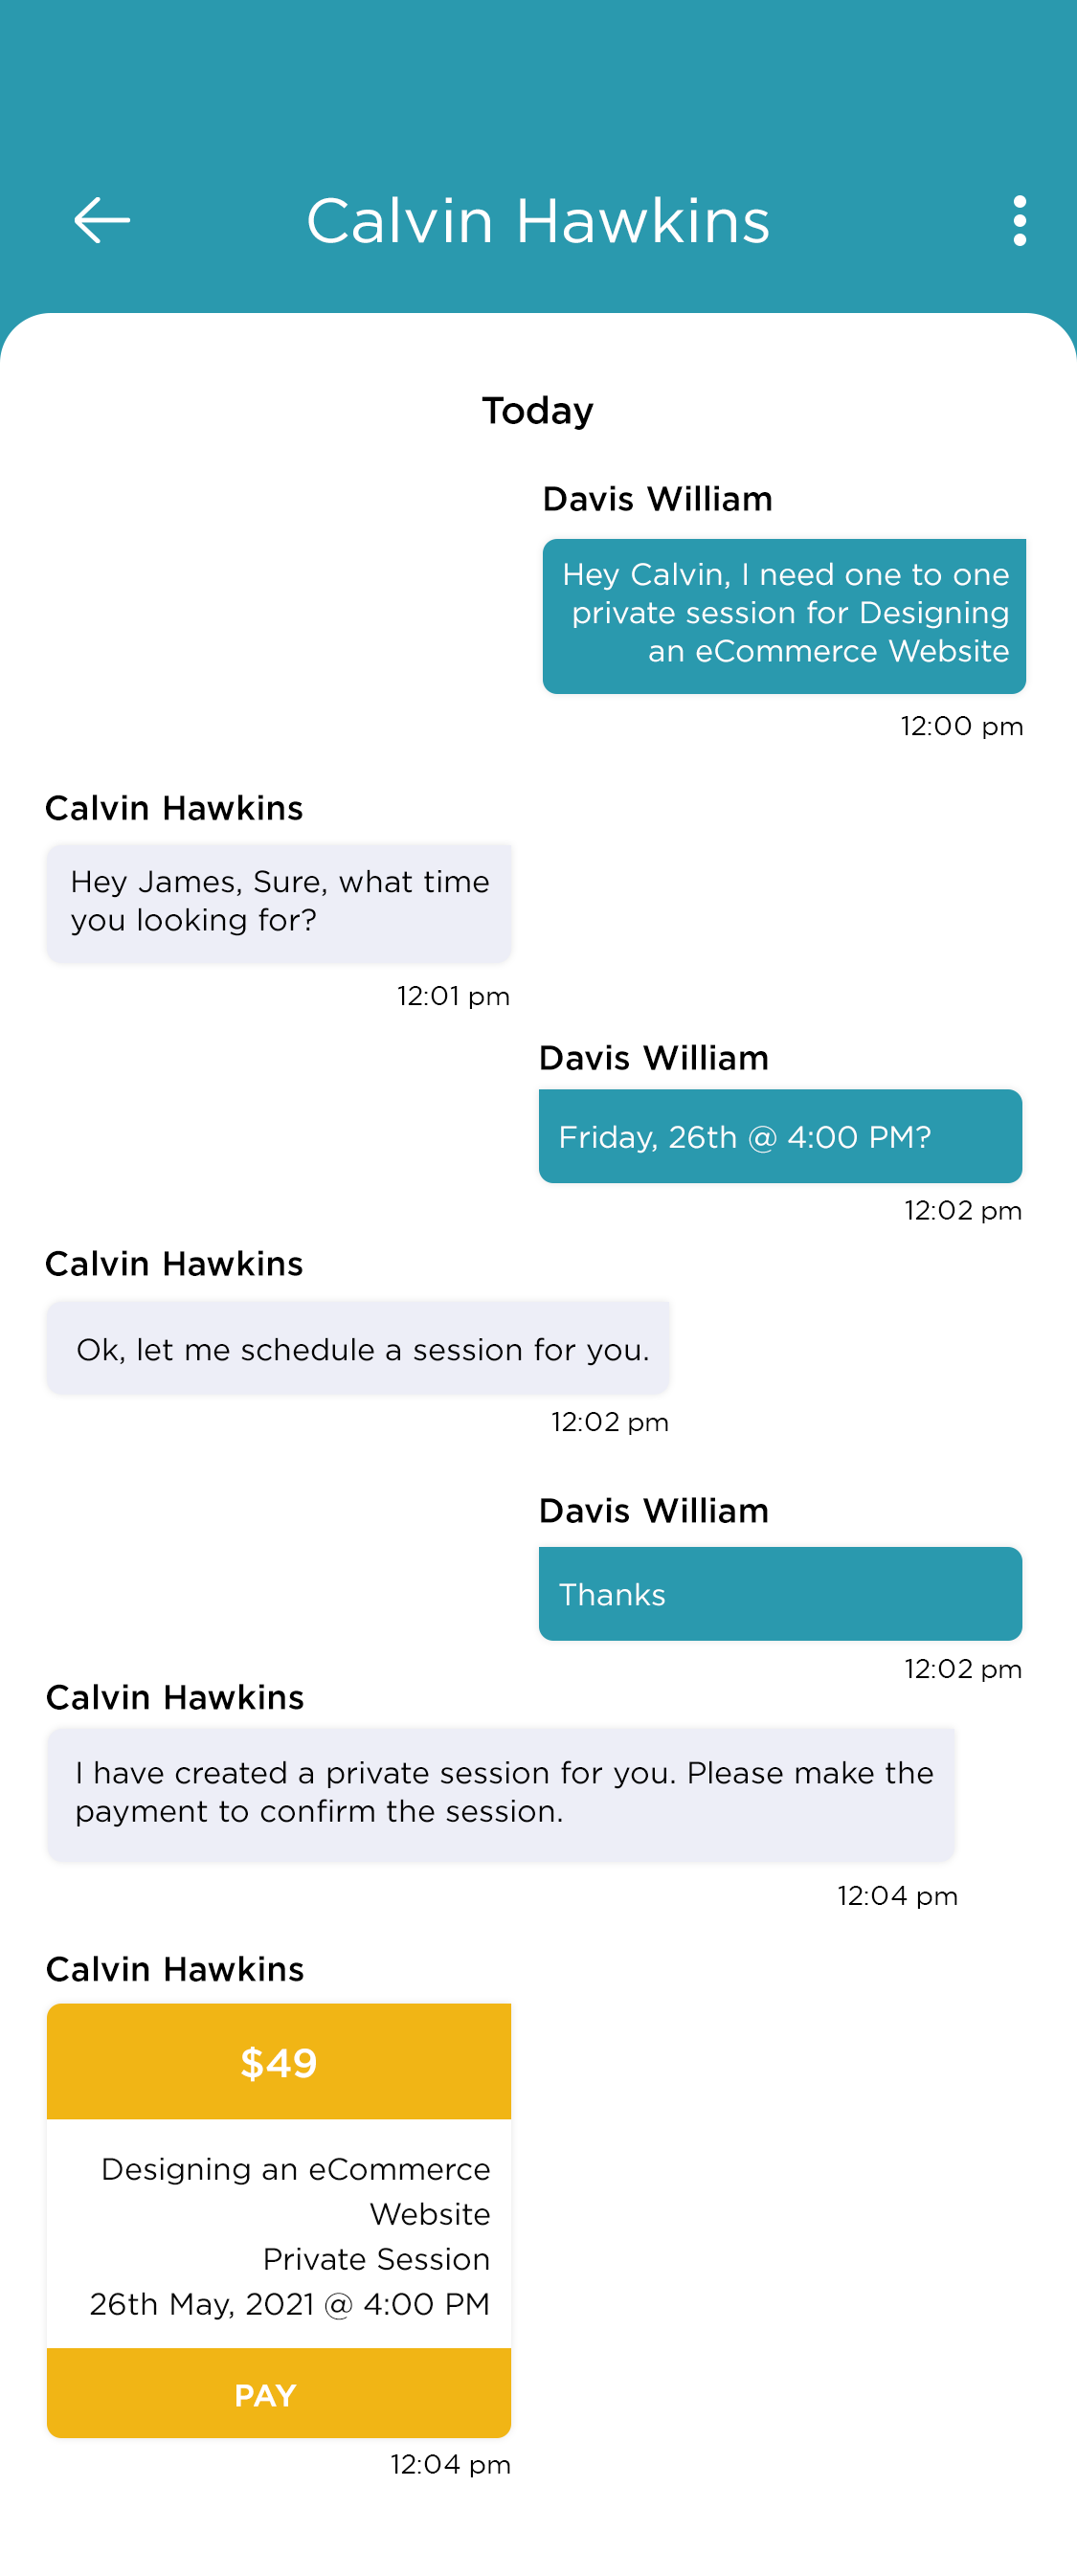 Calvin Hawkins
Today
Davis William
Hey Calvin, I need one to one
private session for Designing
an eCommerce Website
12:00 pm
Calvin Hawkins
Hey James, Sure, what time
you looking for?
12:01 pm
Davis William
Friday, 26th @ 4:00 PM?
12:02 pm
Calvin Hawkins
Ok, let me schedule a session for you.
12:02 pm
Davis William
Thanks
12:02 pm
Calvin Hawkins
I have created a private session for you. Please make the
payment to confirm the session.
12:04 pm
Calvin Hawkins
$49
Designing an eCommerce
Website
Private Session
26th May, 2021 @ 4:00 PM
PAY
12:04 pm